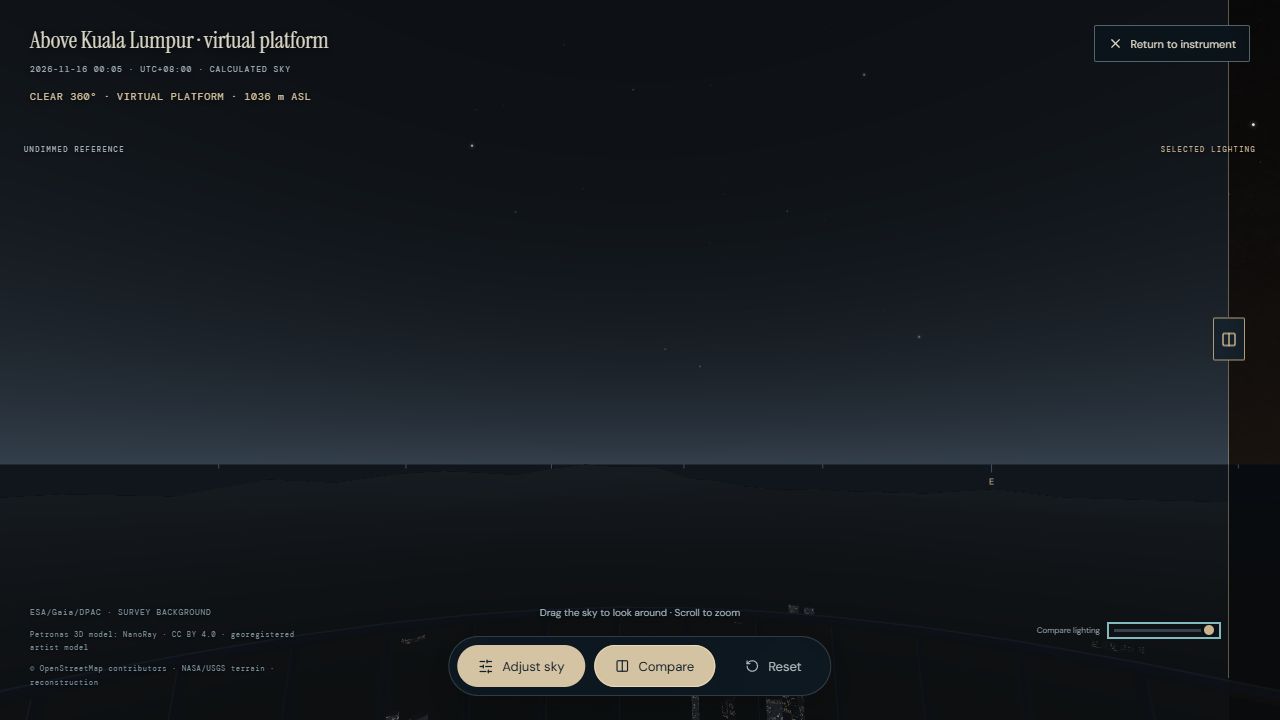 Above Kuala Lumpur · virtual platform
2026-11-16 00:05 · UTC+08:00 · CALCULATED SKY
CLEAR 360° · VIRTUAL PLATFORM · 1036 m ASL
Return to instrument
UNDIMMED REFERENCE
SELECTED LIGHTING
E
ESA/Gaia/DPAC · SURVEY BACKGROUND
Petronas 3D model: NanoRay · CC BY 4.0 · georegistered
artist model
© OpenStreetMap contributors · NASA/USGS terrain ·
reconstruction
Drag the sky to look around · Scroll to zoom
Compare lighting
Adjust sky
Compare
Reset